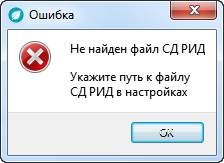 Ошибка
Не найден файл СД РИД
Укажите путь к файлу
СД РИД в настройках
ОК